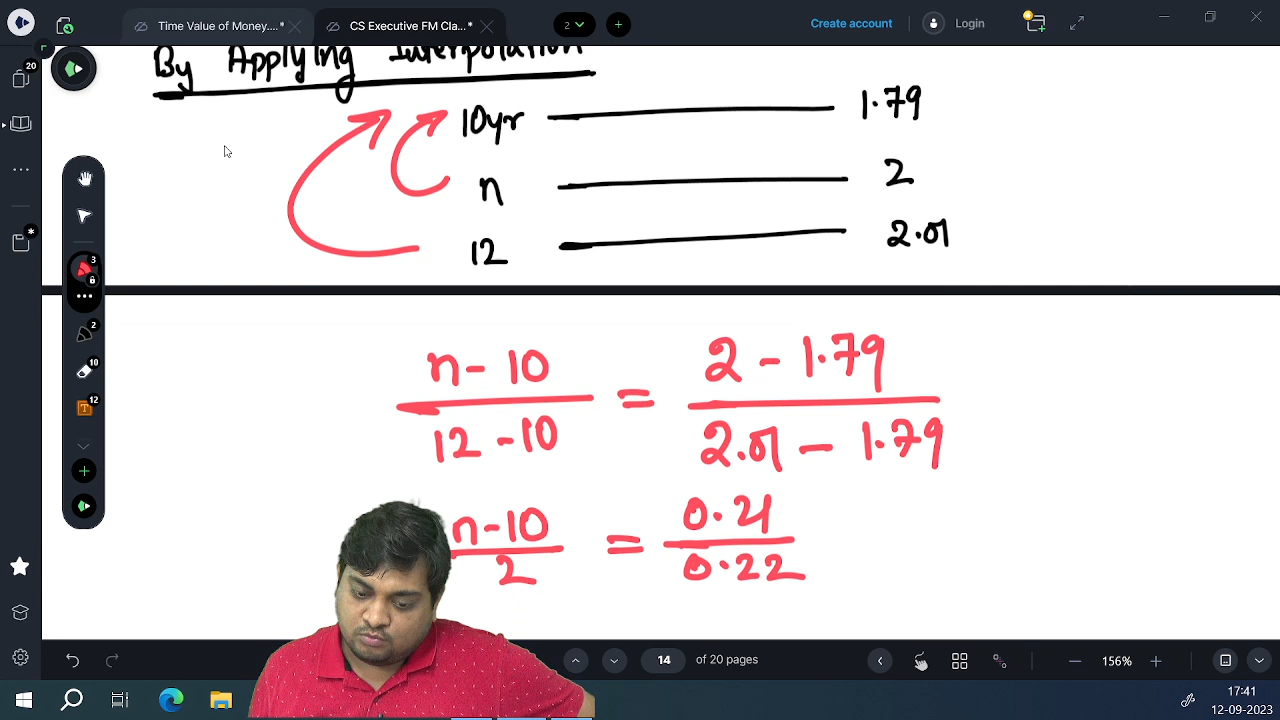 Time Value of Money....*
CS Executive FM Cla...*
2
Create account
Login
20
By Applying Interpolation
10yr 1.79
n 2
12 2.01
3
2
10
12
n - 10 = 2 - 1.79
12 - 10 2.01 - 1.79
n - 10 = 0.21
2 0.22
14 of 20 pages
156%
17:41
12-09-2023